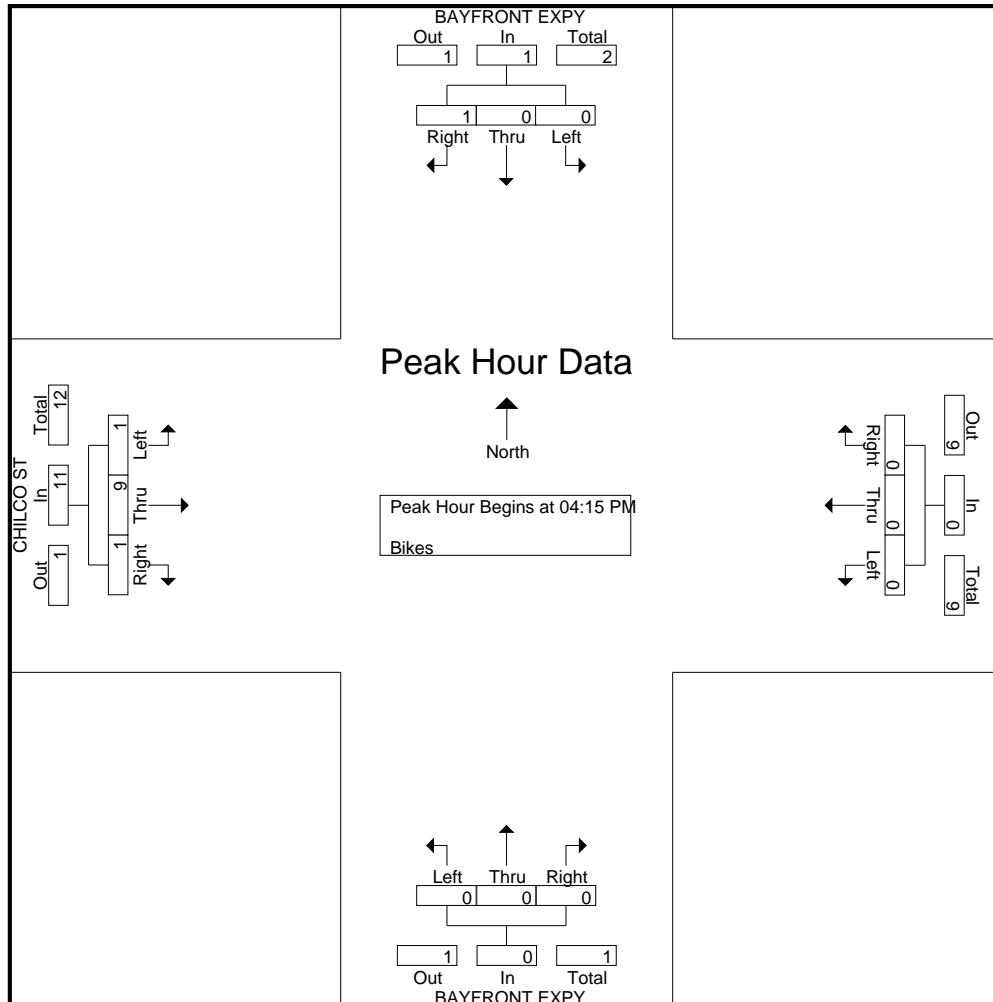 BAYFRONT EXPY
Out In Total
1 1 2
1 0 0
Right Thru Left
Peak Hour Data
North
Peak Hour Begins at 04:15 PM
Bikes
CHILCO ST
Total In Out
12 11 1
1 9 1
Left Thru Right
Out In Total
9 0 9
Right Thru Left
0 0 0
Left Thru Right
0 0 0
1 0 1
Out In Total
BAYFRONT EXPY